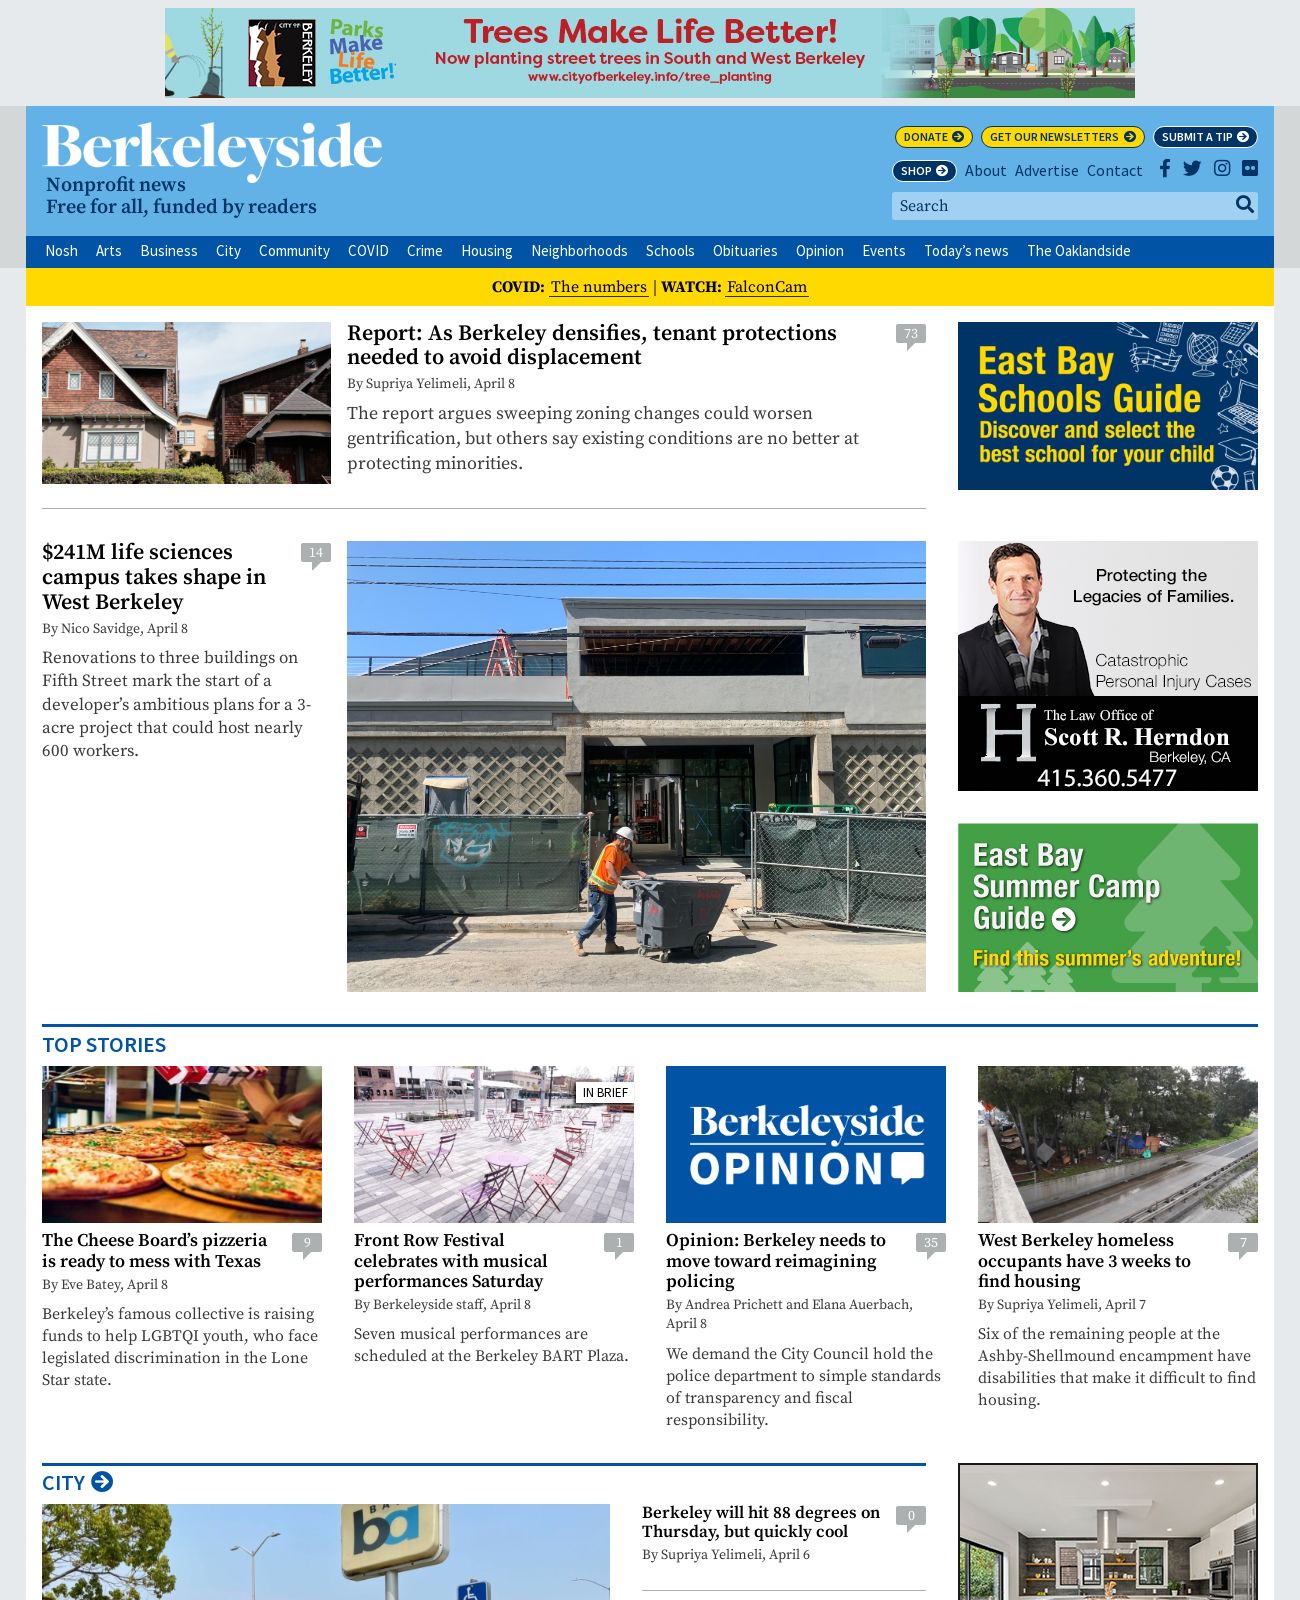 CITY OF BERKELEY
Parks
Make
Life
Better!
Trees Make Life Better!
Now planting street trees in South and West Berkeley
www.cityofberkeley.info/tree_planting
Berkeleyside
Nonprofit news
Free for all, funded by readers
DONATE GET OUR NEWSLETTERS SUBMIT A TIP
SHOP About Advertise Contact
Search
Nosh Arts Business City Community COVID Crime Housing Neighborhoods Schools Obituaries Opinion Events Today’s news The Oaklandside
COVID: The numbers | WATCH: FalconCam
Report: As Berkeley densifies, tenant protections
needed to avoid displacement
73
By Supriya Yelimeli, April 8
The report argues sweeping zoning changes could worsen
gentrification, but others say existing conditions are no better at
protecting minorities.
East Bay
Schools Guide
Discover and select the
best school for your child
$241M life sciences
campus takes shape in
West Berkeley
14
By Nico Savidge, April 8
Renovations to three buildings on
Fifth Street mark the start of a
developer’s ambitious plans for a 3-
acre project that could host nearly
600 workers.
Protecting the
Legacies of Families.
Catastrophic
Personal Injury Cases
H
The Law Office of
Scott R. Herndon
Berkeley, CA
415.360.5477
East Bay
Summer Camp
Guide
Find this summer’s adventure!
TOP STORIES
The Cheese Board’s pizzeria
is ready to mess with Texas
9
By Eve Batey, April 8
Berkeley’s famous collective is raising
funds to help LGBTQI youth, who face
legislated discrimination in the Lone
Star state.
IN BRIEF
Front Row Festival
celebrates with musical
performances Saturday
1
By Berkeleyside staff, April 8
Seven musical performances are
scheduled at the Berkeley BART Plaza.
Berkeleyside
OPINION
Opinion: Berkeley needs to
move toward reimagining
policing
35
By Andrea Prichett and Elana Auerbach,
April 8
We demand the City Council hold the
police department to simple standards
of transparency and fiscal
responsibility.
West Berkeley homeless
occupants have 3 weeks to
find housing
7
By Supriya Yelimeli, April 7
Six of the remaining people at the
Ashby-Shellmound encampment have
disabilities that make it difficult to find
housing.
CITY
ba
Berkeley will hit 88 degrees on
Thursday, but quickly cool
0
By Supriya Yelimeli, April 6